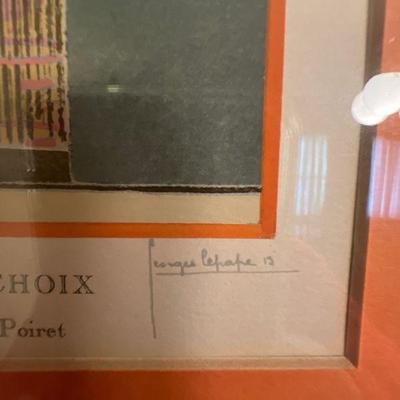 Georges Lepape 13
CHOIX
Poiret